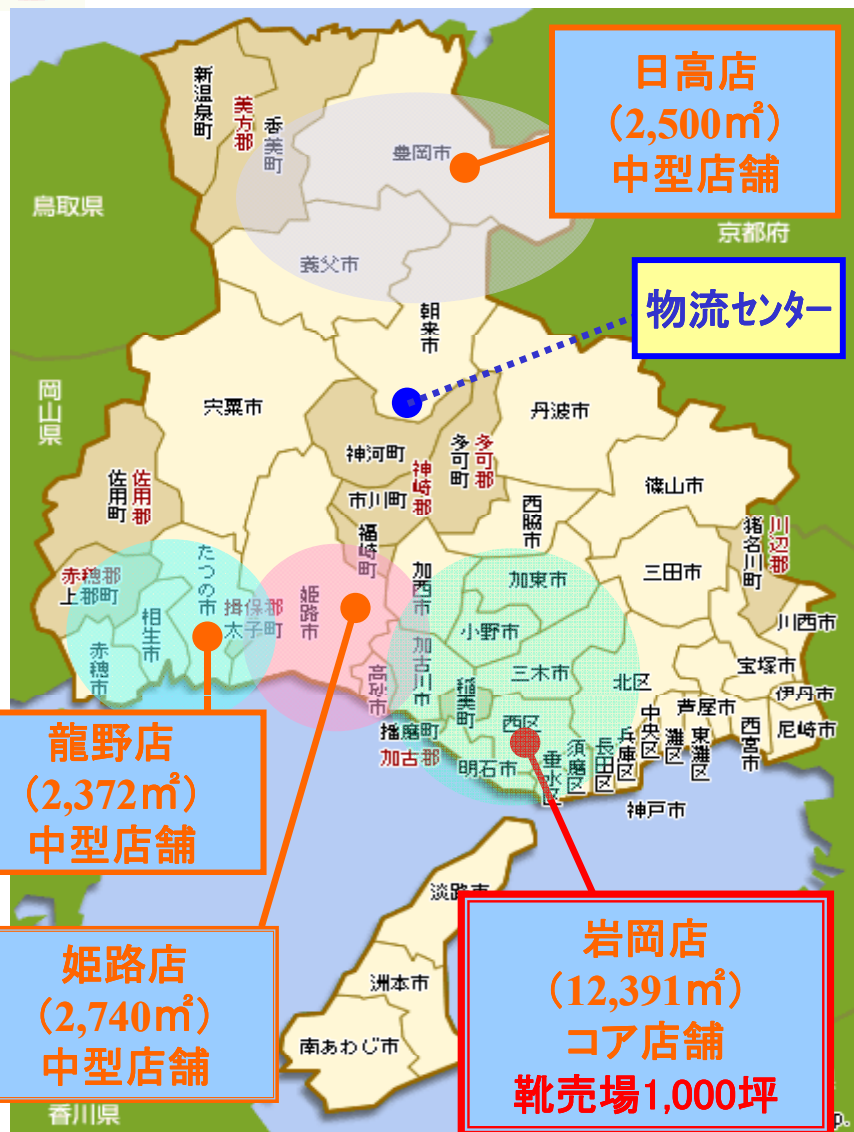 日高店
（2,500㎡）
中型店舗
新温泉町
美方郡
香美町
豊岡市
鳥取県
京都府
養父市
物流センター
朝来市
岡山県
宍粟市
丹波市
神河町
多可町
多可郡
佐用町
佐用郡
市川町
神崎郡
篠山市
西脇市
猪名川町
川辺郡
福崎町
たつの市
加西市
加東市
三田市
赤穂郡
上郡町
相生市
揖保郡
太子町
姫路市
川西市
小野市
赤穂市
高砂市
加古川市
三木市
宝塚市
稲美町
北区
伊丹市
芦屋市
西区
播磨町
加古郡
中央区
兵庫区
灘区
東灘区
西宮市
尼崎市
明石市
垂水区
須磨区
長田区
神戸市
龍野店
（2,372㎡）
中型店舗
淡路市
姫路店
（2,740㎡）
中型店舗
洲本市
南あわじ市
岩岡店
（12,391㎡）
コア店舗
靴売場1,000坪
香川県
p.